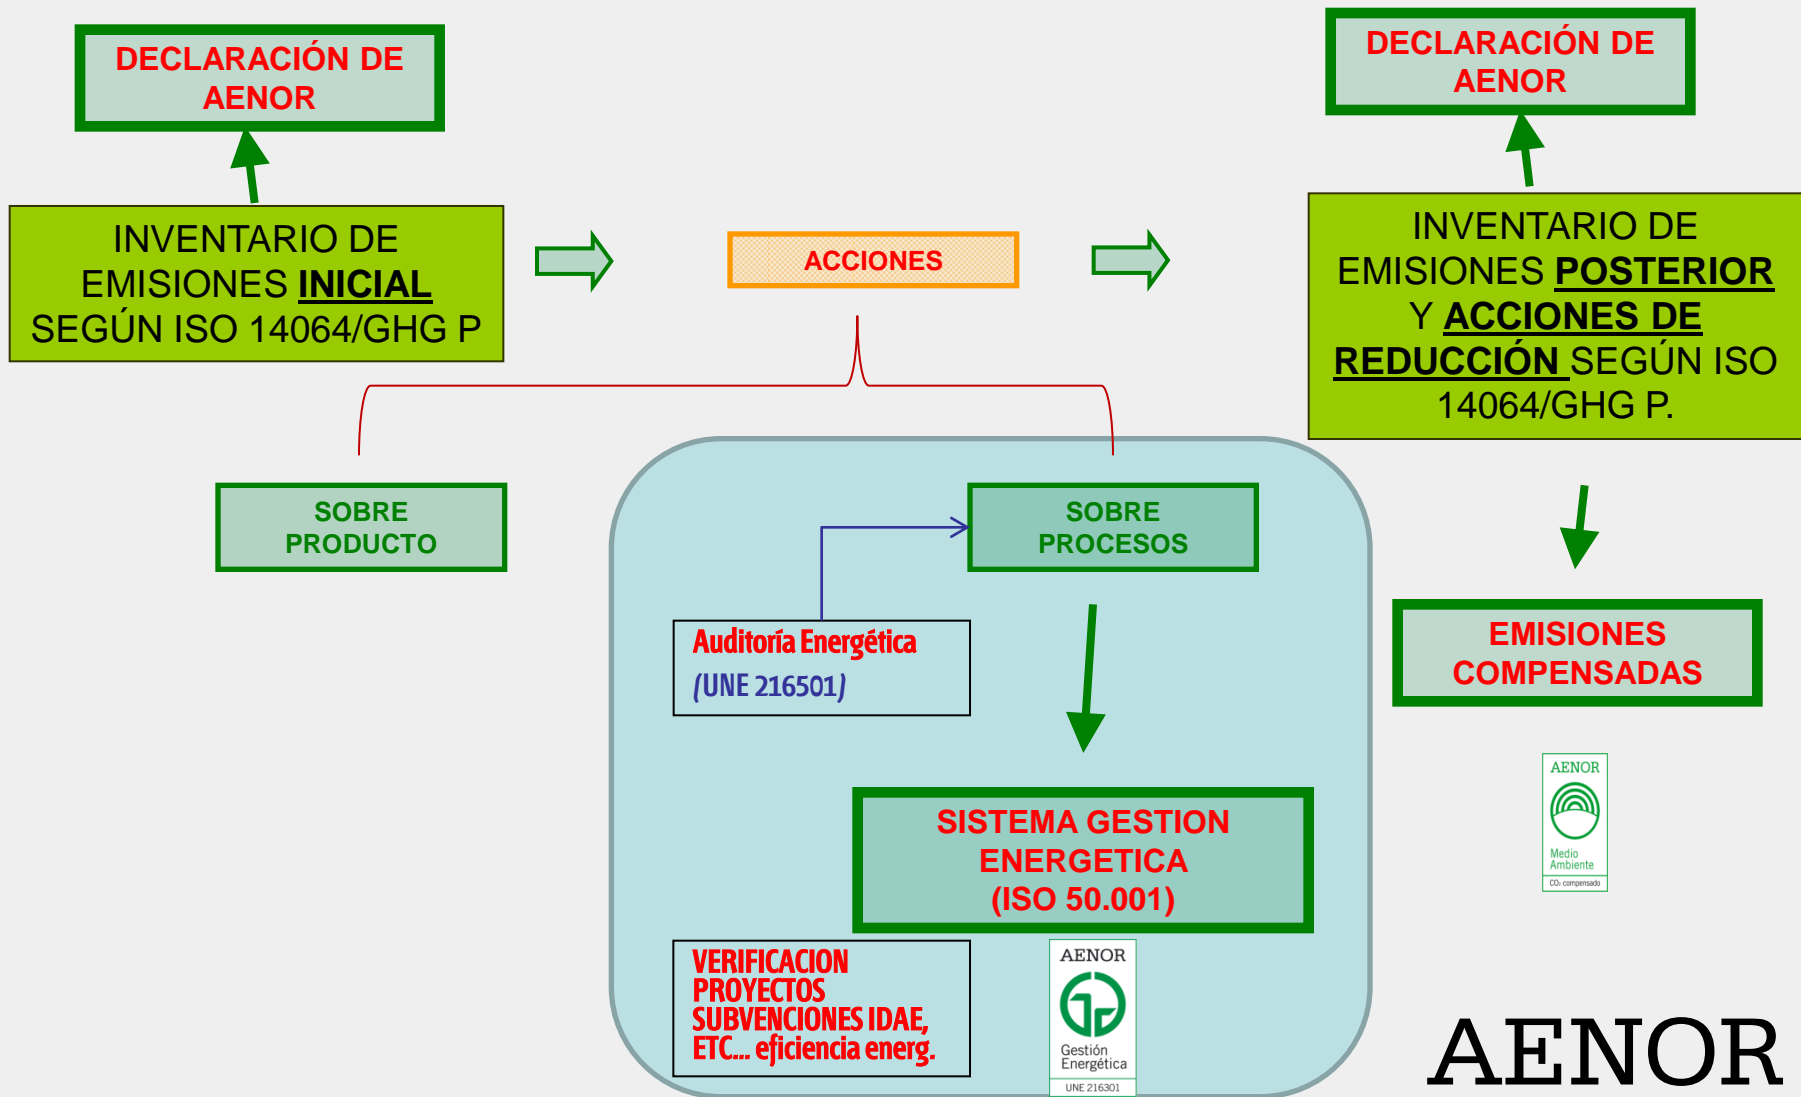 DECLARACIÓN DE
AENOR
DECLARACIÓN DE
AENOR
INVENTARIO DE
EMISIONES INICIAL
SEGÚN ISO 14064/GHG P
ACCIONES
INVENTARIO DE
EMISIONES POSTERIOR
Y ACCIONES DE
REDUCCIÓN SEGÚN ISO
14064/GHG P.
SOBRE
PRODUCTO
SOBRE
PROCESOS
Auditoría Energética
(UNE 216501)
EMISIONES
COMPENSADAS
AENOR
Medio
Ambiente
CO₂ compensado
SISTEMA GESTION
ENERGETICA
(ISO 50.001)
VERIFICACION
PROYECTOS
SUBVENCIONES IDAE,
ETC... eficiencia energ.
AENOR
Gestión
Energética
UNE 216301
AENOR